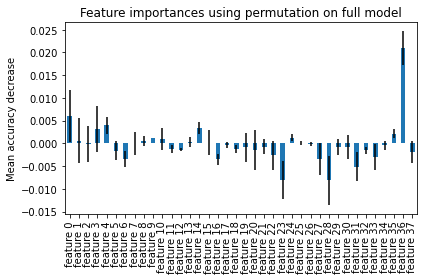 Feature importances using permutation on full model
Mean accuracy decrease
0.025
0.020
0.015
0.010
0.005
0.000
−0.005
−0.010
−0.015
feature 0
feature 1
feature 2
feature 3
feature 4
feature 5
feature 6
feature 7
feature 8
feature 9
feature 10
feature 11
feature 12
feature 13
feature 14
feature 15
feature 16
feature 17
feature 18
feature 19
feature 20
feature 21
feature 22
feature 23
feature 24
feature 25
feature 26
feature 27
feature 28
feature 29
feature 30
feature 31
feature 32
feature 33
feature 34
feature 35
feature 36
feature 37